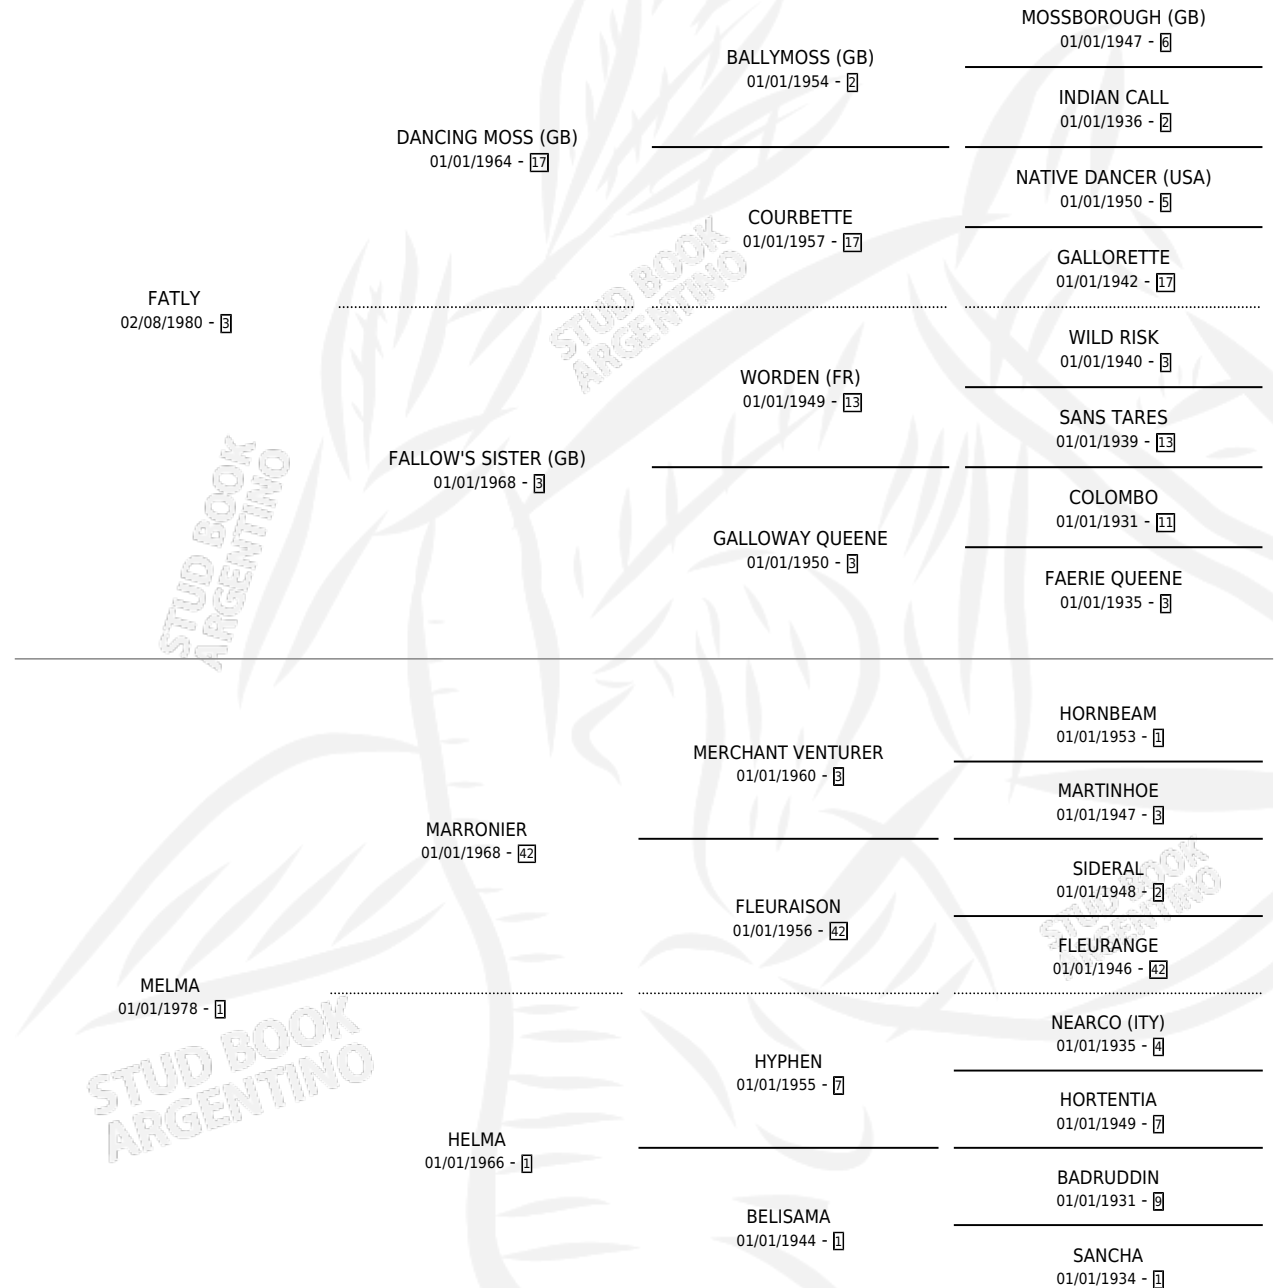 MOSSBOROUGH (GB)
01/01/1947 - 6
BALLYMOSS (GB)
01/01/1954 - 2
INDIAN CALL
01/01/1936 - 2
DANCING MOSS (GB)
01/01/1964 - 17
NATIVE DANCER (USA)
01/01/1950 - 5
COURBETTE
01/01/1957 - 17
GALLORETTE
01/01/1942 - 17
FATLY
02/08/1980 - 3
STUD BOOK
ARGENTINO
WILD RISK
01/01/1940 - 3
WORDEN (FR)
01/01/1949 - 13
SANS TARES
01/01/1939 - 13
FALLOW'S SISTER (GB)
01/01/1968 - 3
COLOMBO
01/01/1931 - 11
GALLOWAY QUEENE
01/01/1950 - 3
FAERIE QUEENE
01/01/1935 - 3
STUD BOOK
ARGENTINO
HORNBEAM
01/01/1953 - 1
MERCHANT VENTURER
01/01/1960 - 3
MARTINHOE
01/01/1947 - 3
MARRONIER
01/01/1968 - 42
SIDERAL
01/01/1948 - 2
STUD BOOK
ARGENTINO
FLEURAISON
01/01/1956 - 42
FLEURANGE
01/01/1946 - 42
MELMA
01/01/1978 - 1
STUD BOOK
ARGENTINO
NEARCO (ITY)
01/01/1935 - 4
HYPHEN
01/01/1955 - 7
HORTENTIA
01/01/1949 - 7
HELMA
01/01/1966 - 1
BADRUDDIN
01/01/1931 - 9
BELISAMA
01/01/1944 - 1
SANCHA
01/01/1934 - 1